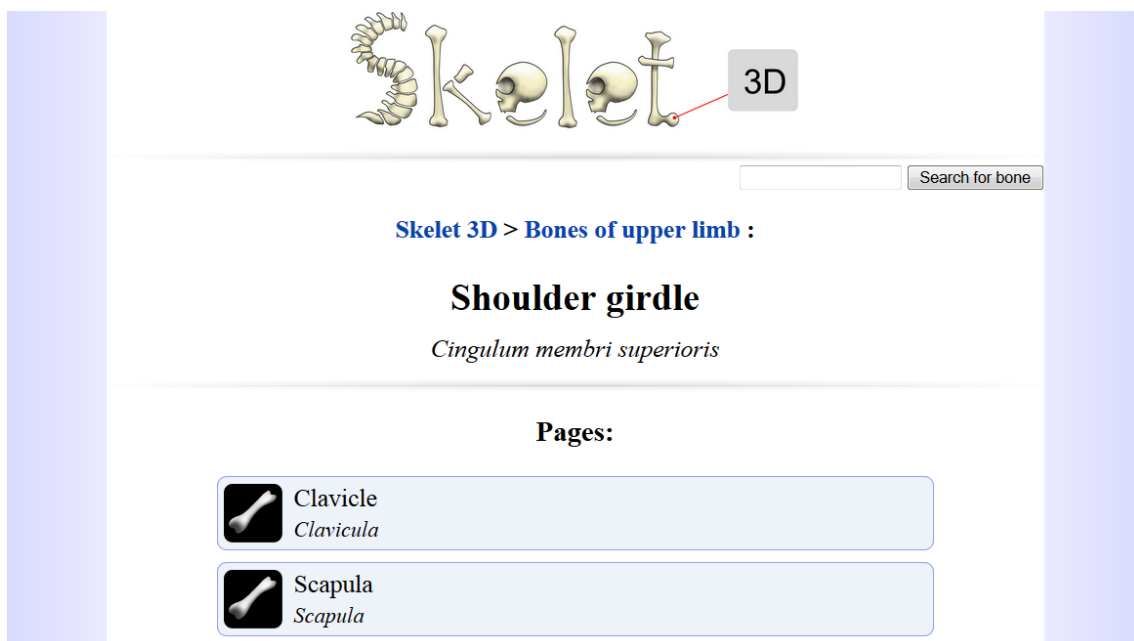 Skelet
3D
Search for bone
Skelet 3D > Bones of upper limb :
Shoulder girdle
Cingulum membri superioris
Pages:
Clavicle
Clavicula
Scapula
Scapula